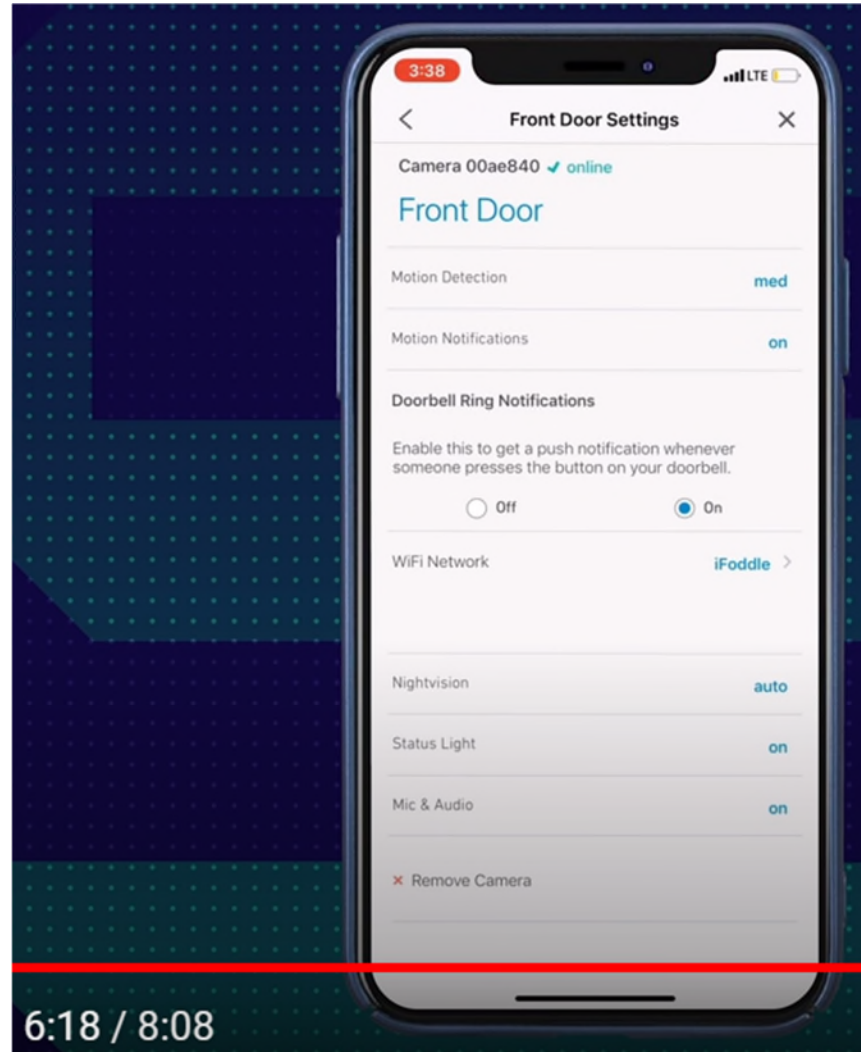 3:38
LTE
Front Door Settings
Camera 00ae840 ✔ online
Front Door
Motion Detection med
Motion Notifications on
Doorbell Ring Notifications
Enable this to get a push notification whenever
someone presses the button on your doorbell.
Off On
WiFi Network iFoddle
Nightvision auto
Status Light on
Mic & Audio on
× Remove Camera
6:18 / 8:08